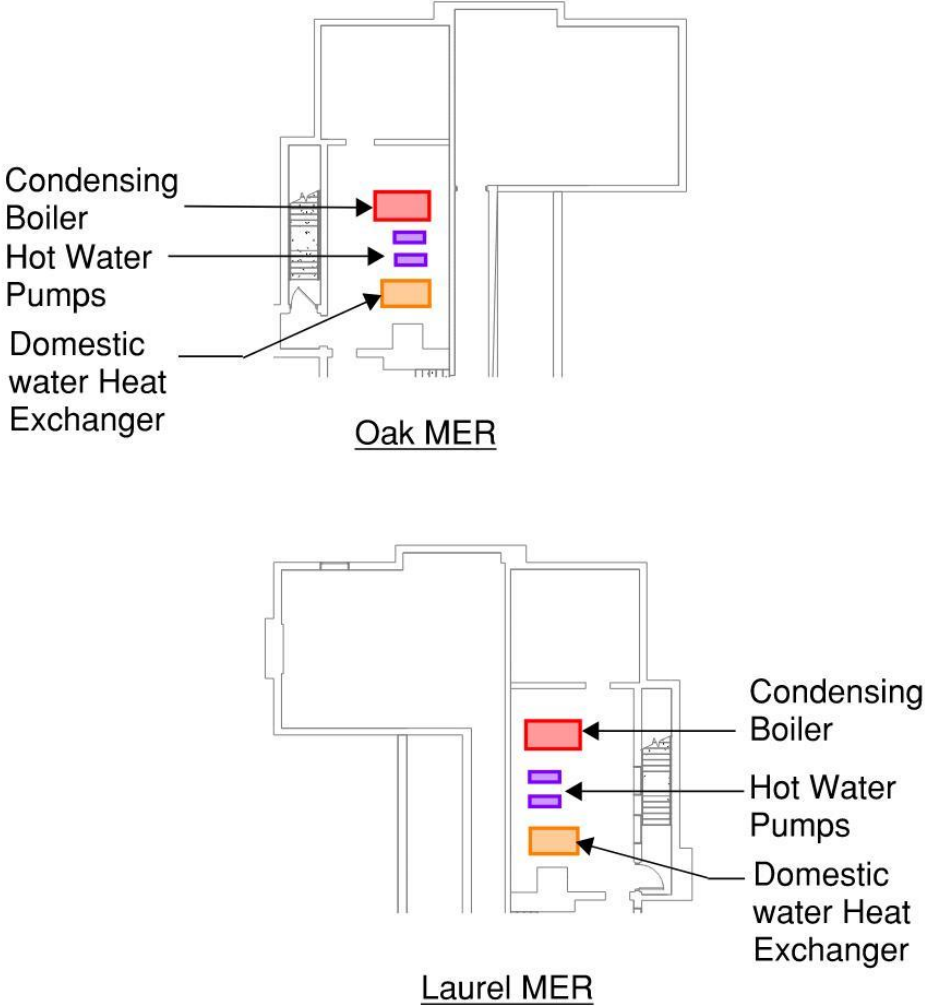 Condensing
Boiler
Hot Water
Pumps
Domestic
water Heat
Exchanger
Oak MER
Condensing
Boiler
Hot Water
Pumps
Domestic
water Heat
Exchanger
Laurel MER